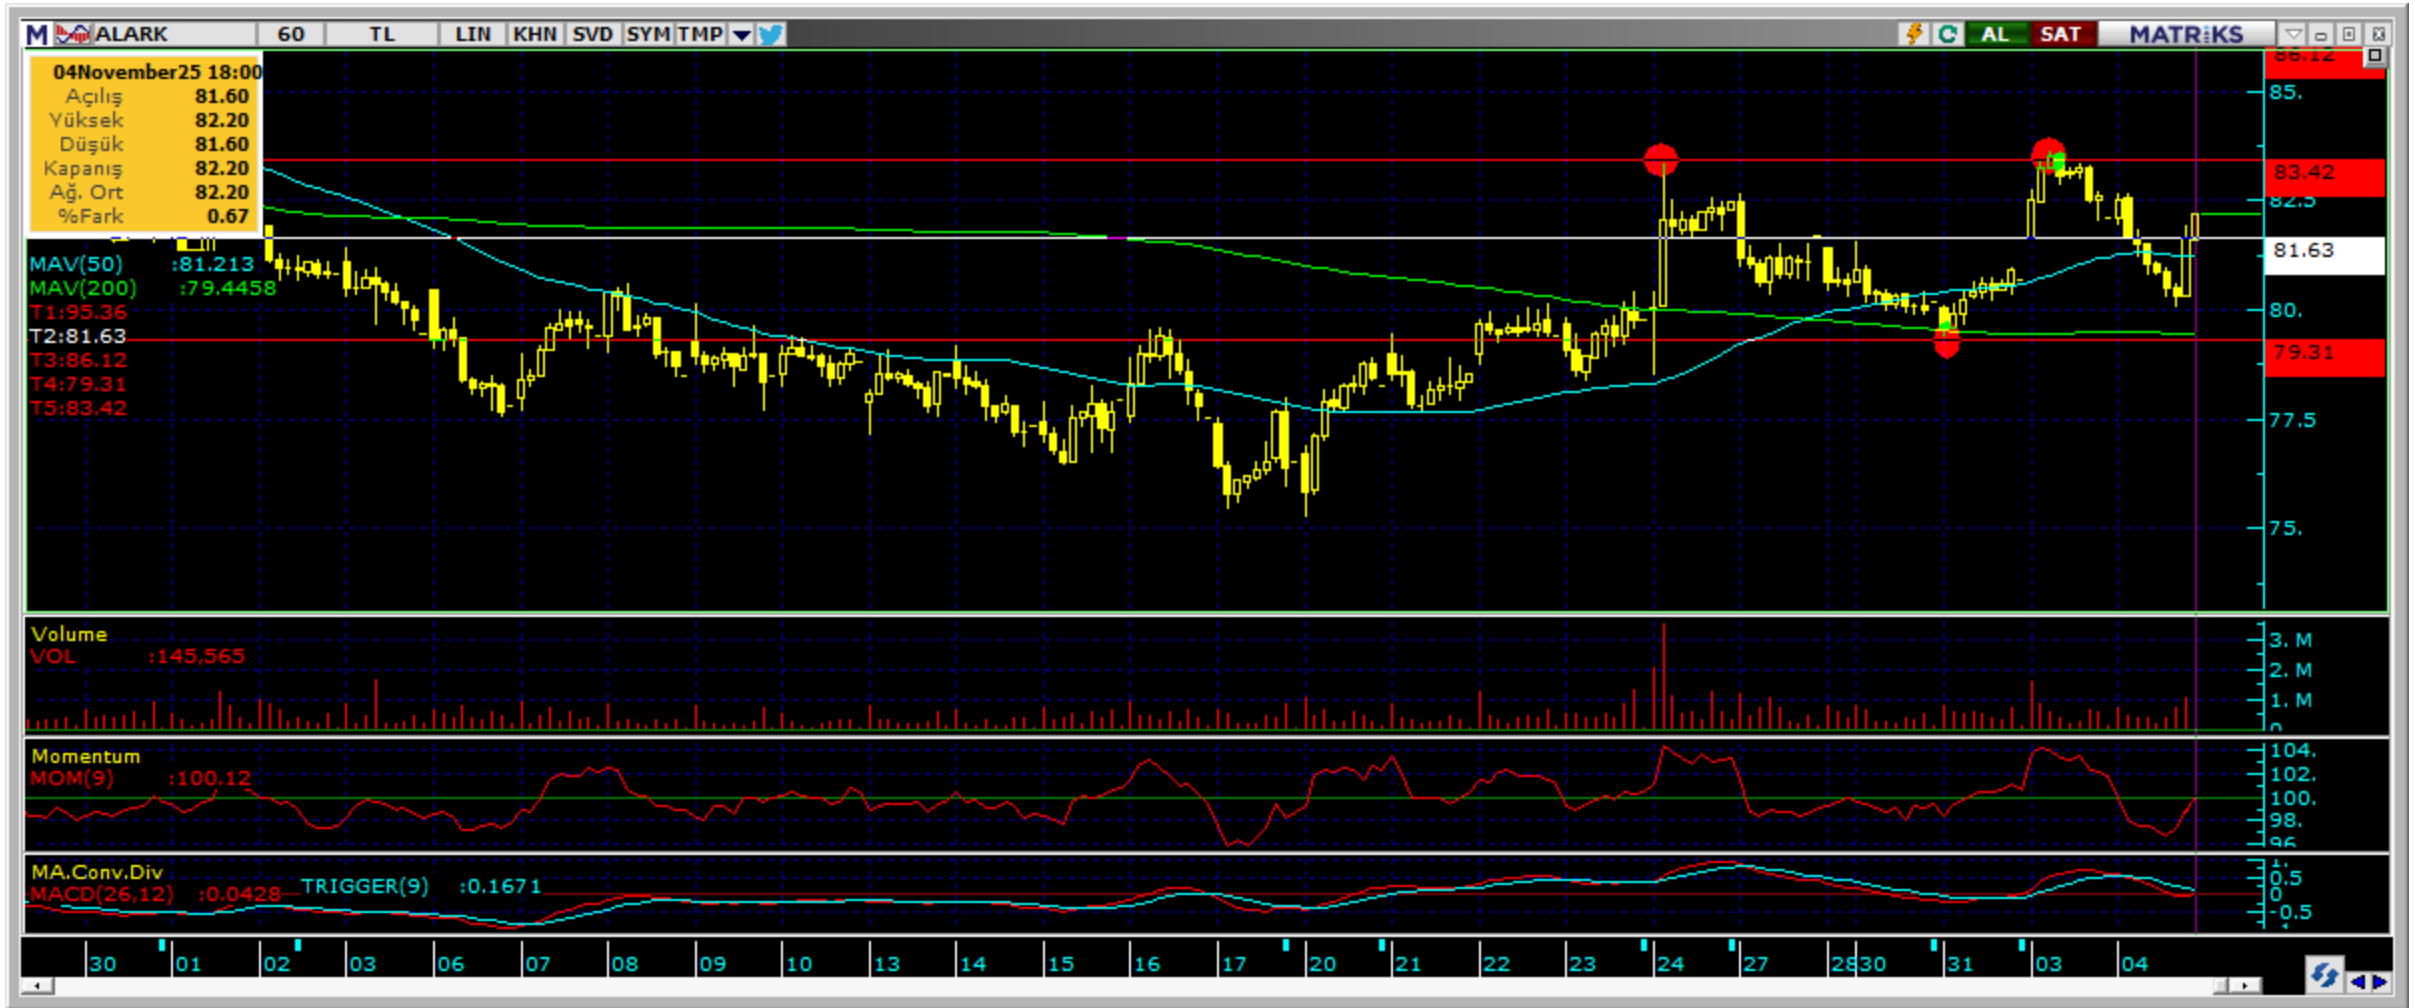 M ALARK 60 TL LIN KHN SVD SYM TMP AL SAT MATRiKS
04November25 18:00
Açılış 81.60
Yüksek 82.20
Düşük 81.60
Kapanış 82.20
Ağ. Ort 82.20
%Fark 0.67
MAV(50) :81.213
MAV(200) :79.4458
T1:95.36
T2:81.63
T3:86.12
T4:79.31
T5:83.42
86.12
85.
83.42
82.5
81.63
80.
79.31
77.5
75.
Volume
VOL :145,565
3. M
2. M
1. M
0
Momentum
MOM(9) :100.12
104.
102.
100.
98.
96
MA.Conv.Div
MACD(26,12) :0.0428 TRIGGER(9) :0.1671
1.
0.5
0
-0.5
30 01 02 03 06 07 08 09 10 13 14 15 16 17 20 21 22 23 24 27 28 30 31 03 04